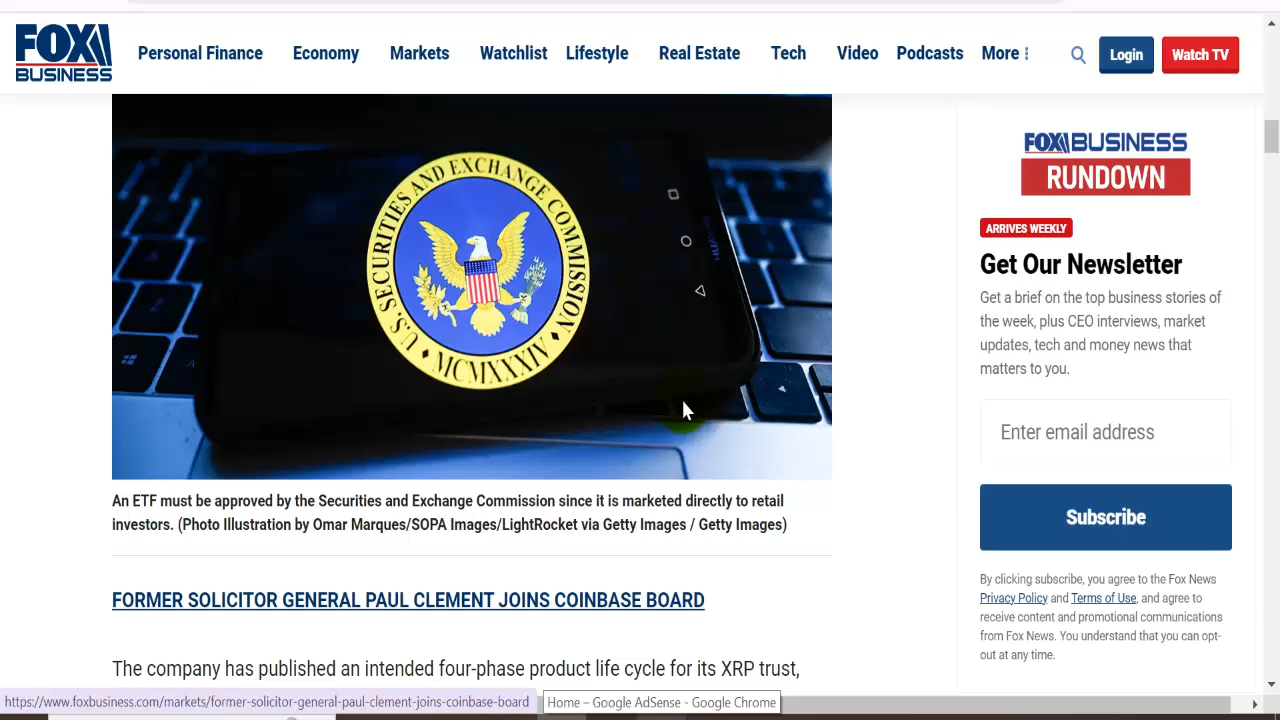 FOX
BUSINESS
Personal Finance
Economy
Markets
Watchlist
Lifestyle
Real Estate
Tech
Video
Podcasts
More
Login
Watch TV
U.S. SECURITIES AND EXCHANGE COMMISSION
MCMXXXIV
HUAWEI
An ETF must be approved by the Securities and Exchange Commission since it is marketed directly to retail
investors. (Photo Illustration by Omar Marques/SOPA Images/LightRocket via Getty Images / Getty Images)
FORMER SOLICITOR GENERAL PAUL CLEMENT JOINS COINBASE BOARD
The company has published an intended four-phase product life cycle for its XRP trust,
FOX BUSINESS
RUNDOWN
ARRIVES WEEKLY
Get Our Newsletter
Get a brief on the top business stories of
the week, plus CEO interviews, market
updates, tech and money news that
matters to you.
Enter email address
Subscribe
By clicking subscribe, you agree to the Fox News
Privacy Policy and Terms of Use, and agree to
receive content and promotional communications
from Fox News. You understand that you can opt-
out at any time.
https://www.foxbusiness.com/markets/former-solicitor-general-paul-clement-joins-coinbase-board
Home – Google AdSense - Google Chrome